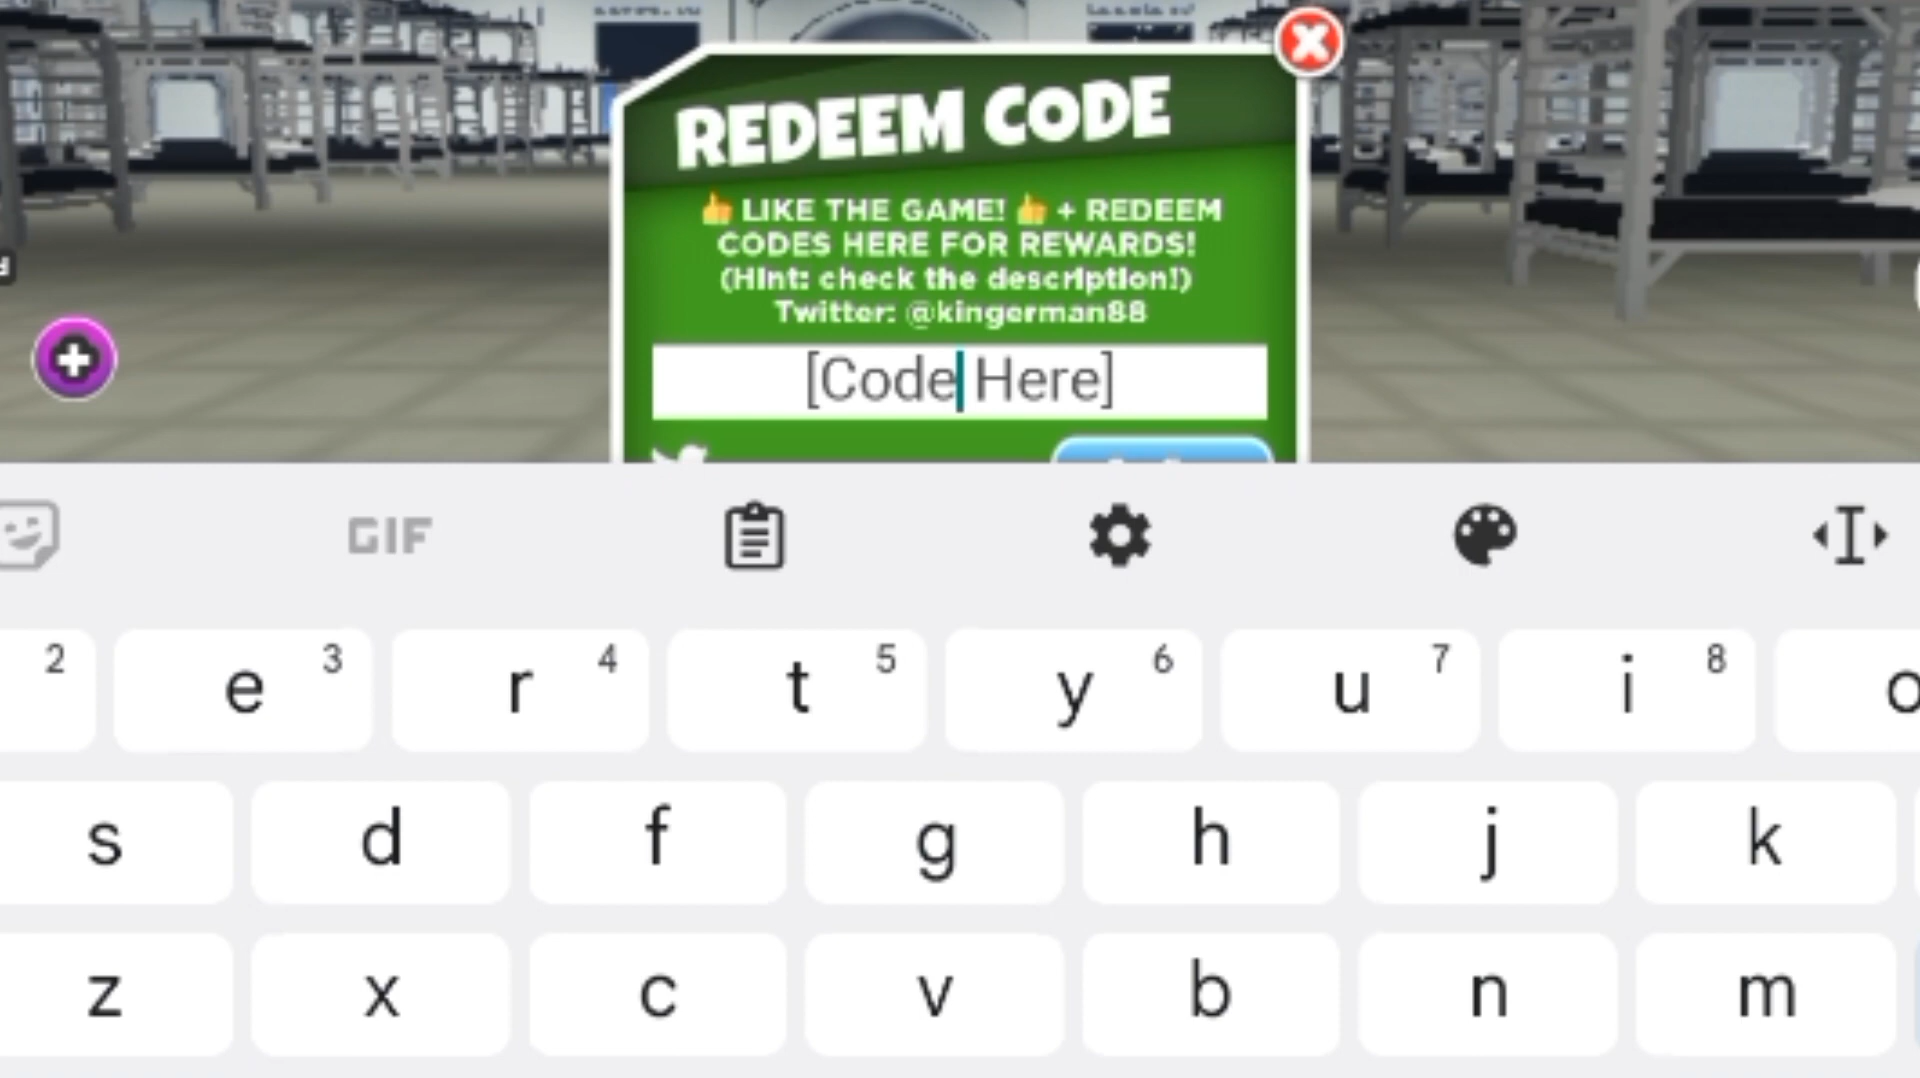 REDEEM CODE
👍 LIKE THE GAME! 👍 + REDEEM
CODES HERE FOR REWARDS!
(Hint: check the description!)
Twitter: @kingerman88
[Code Here]
GIF
2 e 3 r 4 t 5 y 6 u 7 i 8 o
s d f g h j k
z x c v b n m